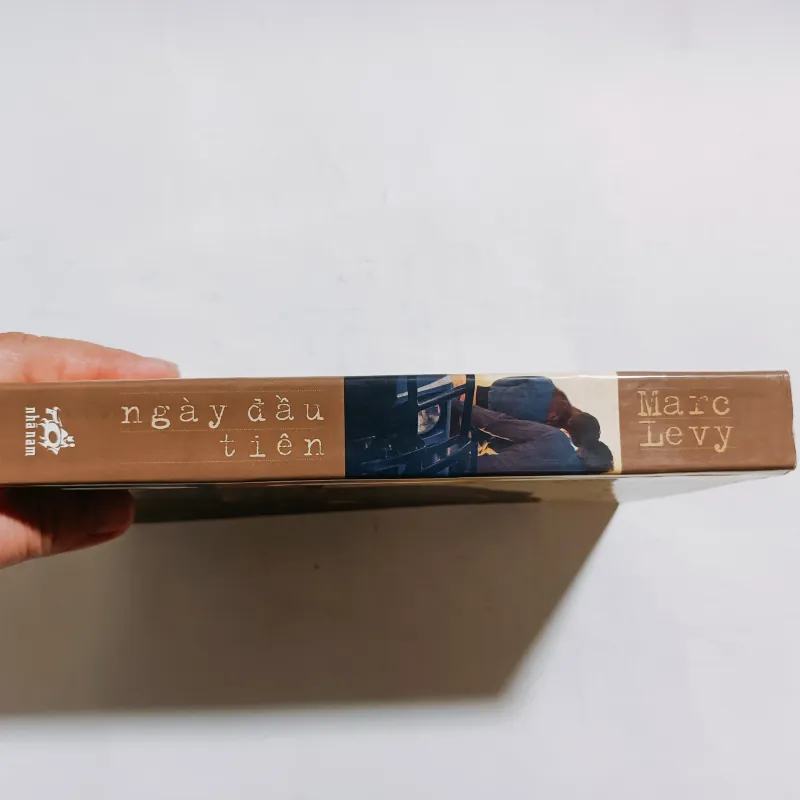 nhã nam
ngày đầu
tiên
Marc
Levy